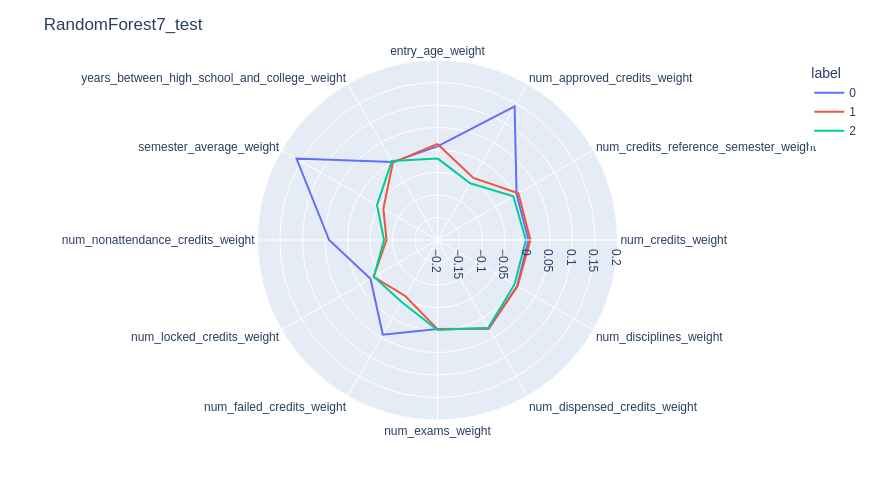 RandomForest7_test
entry_age_weight
years_between_high_school_and_college_weight
num_approved_credits_weight
label
0
1
2
semester_average_weight
num_credits_reference_semester_weight
num_nonattendance_credits_weight
num_credits_weight
−0.2
−0.15
−0.1
−0.05
0
0.05
0.1
0.15
0.2
num_locked_credits_weight
num_disciplines_weight
num_failed_credits_weight
num_dispensed_credits_weight
num_exams_weight